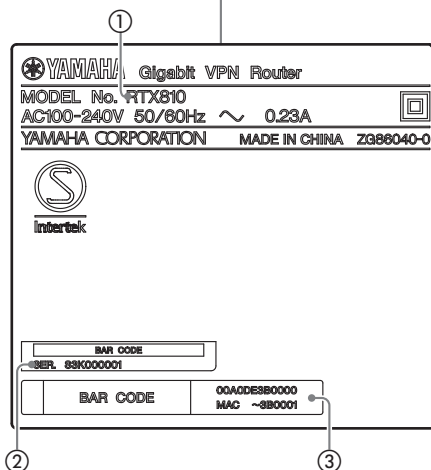 ①
YAMAHA Gigabit VPN Router
MODEL No. RTX810
AC100-240V 50/60Hz ～ 0.23A
YAMAHA CORPORATION MADE IN CHINA ZG86040-0
S
Intertek
BAR CODE
SER. S3K000001
BAR CODE
00A0DE3B0000
MAC ~3B0001
② ③